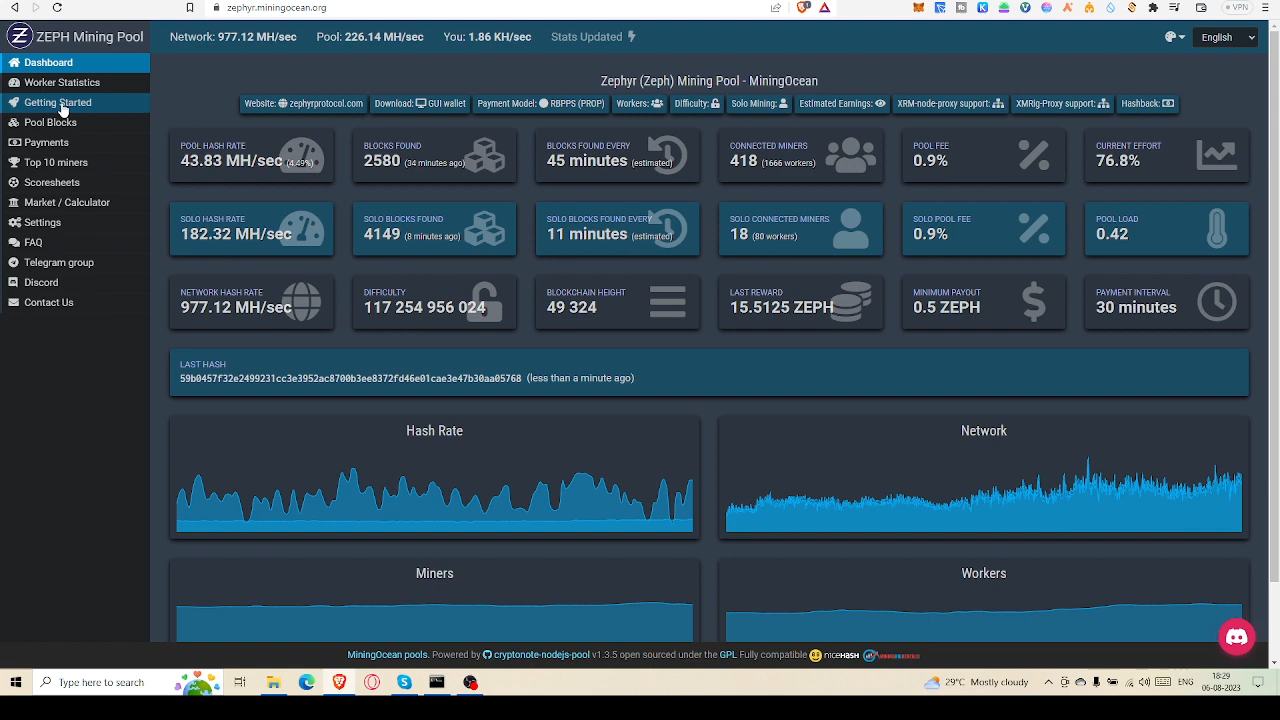 zephyr.miningocean.org
VPN
ZEPH Mining Pool
Network: 977.12 MH/sec Pool: 226.14 MH/sec You: 1.86 KH/sec Stats Updated
English
Dashboard
Worker Statistics
Getting Started
Pool Blocks
Payments
Top 10 miners
Scoresheets
Market / Calculator
Settings
FAQ
Telegram group
Discord
Contact Us
Zephyr (Zeph) Mining Pool - MiningOcean
Website: zephyrprotocol.com
Download: GUI wallet
Payment Model: RBPPS (PROP)
Workers:
Difficulty:
Solo Mining:
Estimated Earnings:
XRM-node-proxy support:
XMRig-Proxy support:
Hashback:
POOL HASH RATE
43.83 MH/sec (4.49%)
BLOCKS FOUND
2580 (34 minutes ago)
BLOCKS FOUND EVERY
45 minutes (estimated)
CONNECTED MINERS
418 (1666 workers)
POOL FEE
0.9%
CURRENT EFFORT
76.8%
SOLO HASH RATE
182.32 MH/sec
SOLO BLOCKS FOUND
4149 (8 minutes ago)
SOLO BLOCKS FOUND EVERY
11 minutes (estimated)
SOLO CONNECTED MINERS
18 (80 workers)
SOLO POOL FEE
0.9%
POOL LOAD
0.42
NETWORK HASH RATE
977.12 MH/sec
DIFFICULTY
117 254 956 024
BLOCKCHAIN HEIGHT
49 324
LAST REWARD
15.5125 ZEPH
MINIMUM PAYOUT
0.5 ZEPH
PAYMENT INTERVAL
30 minutes
LAST HASH
59b0457f32e2499231cc3e3952ac8700b3ee8372fd46e01cae3e47b30aa05768 (less than a minute ago)
Hash Rate
Network
Miners
Workers
MiningOcean pools. Powered by cryptonote-nodejs-pool v1.3.5 open sourced under the GPL Fully compatible NICEHASH
Type here to search
29°C Mostly cloudy
ENG
18:29
06-08-2023